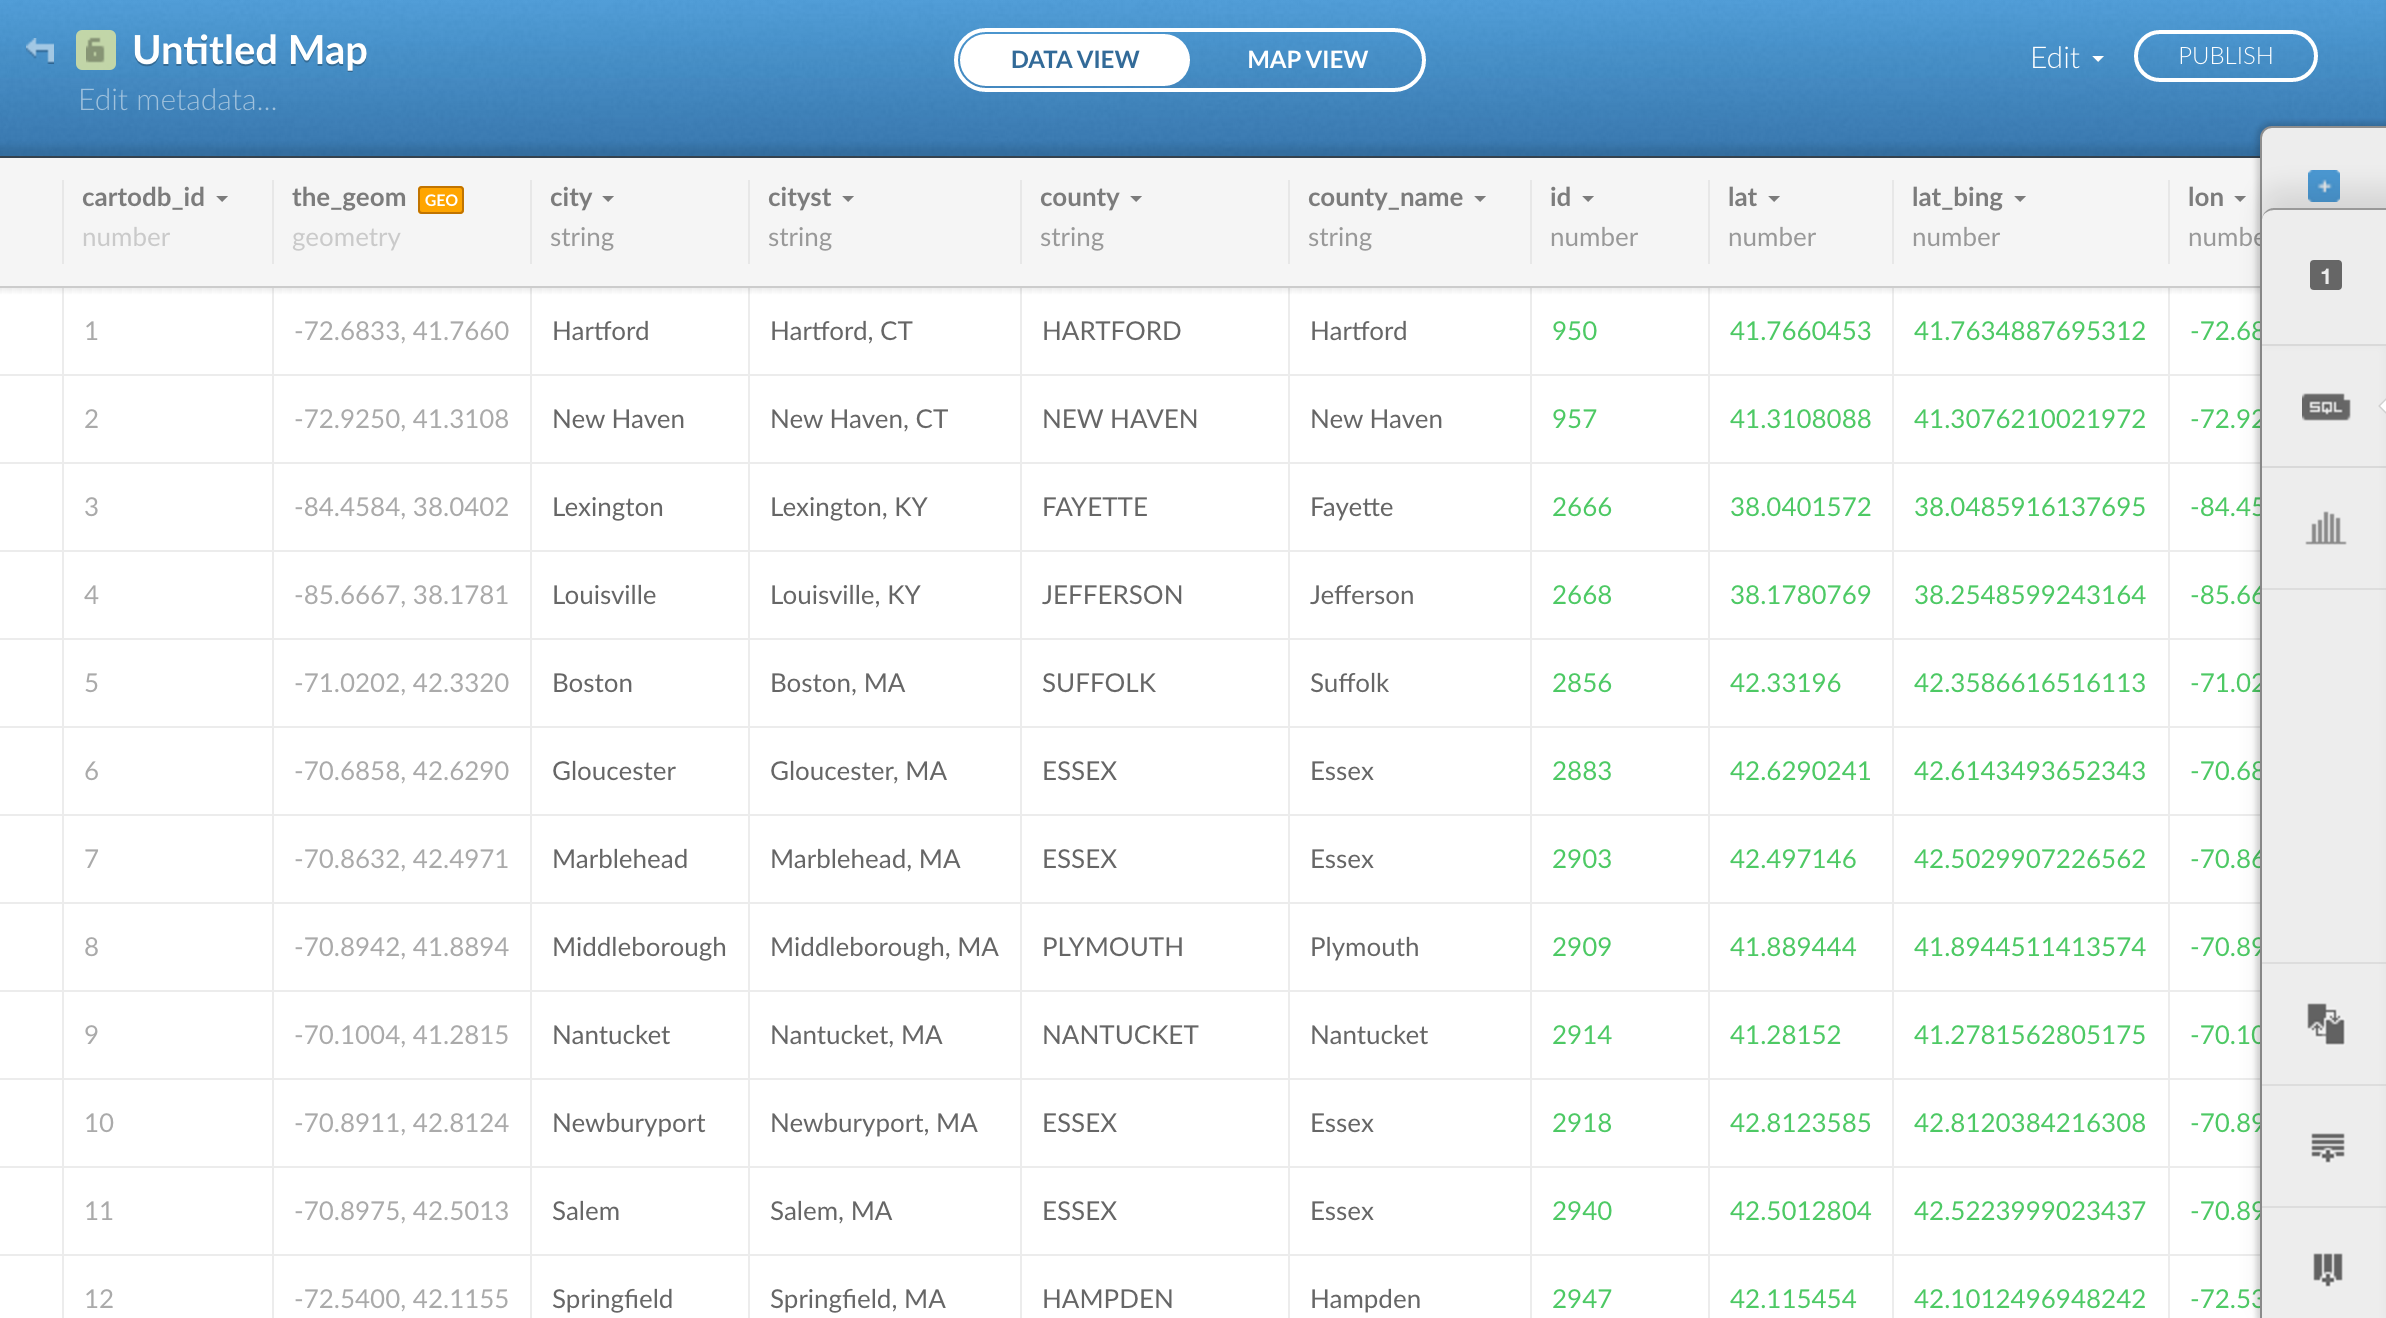 Untitled Map
Edit metadata...
DATA VIEW MAP VIEW
Edit PUBLISH
cartodb_id the_geom GEO city cityst county county_name id lat lat_bing lon
number geometry string string string string number number number numbe
1
1 -72.6833, 41.7660 Hartford Hartford, CT HARTFORD Hartford 950 41.7660453 41.7634887695312 -72.68
SQL
2 -72.9250, 41.3108 New Haven New Haven, CT NEW HAVEN New Haven 957 41.3108088 41.3076210021972 -72.92
3 -84.4584, 38.0402 Lexington Lexington, KY FAYETTE Fayette 2666 38.0401572 38.0485916137695 -84.45
4 -85.6667, 38.1781 Louisville Louisville, KY JEFFERSON Jefferson 2668 38.1780769 38.2548599243164 -85.66
5 -71.0202, 42.3320 Boston Boston, MA SUFFOLK Suffolk 2856 42.33196 42.3586616516113 -71.02
6 -70.6858, 42.6290 Gloucester Gloucester, MA ESSEX Essex 2883 42.6290241 42.6143493652343 -70.68
7 -70.8632, 42.4971 Marblehead Marblehead, MA ESSEX Essex 2903 42.497146 42.5029907226562 -70.86
8 -70.8942, 41.8894 Middleborough Middleborough, MA PLYMOUTH Plymouth 2909 41.889444 41.8944511413574 -70.89
9 -70.1004, 41.2815 Nantucket Nantucket, MA NANTUCKET Nantucket 2914 41.28152 41.2781562805175 -70.10
10 -70.8911, 42.8124 Newburyport Newburyport, MA ESSEX Essex 2918 42.8123585 42.8120384216308 -70.89
11 -70.8975, 42.5013 Salem Salem, MA ESSEX Essex 2940 42.5012804 42.5223999023437 -70.89
12 -72.5400, 42.1155 Springfield Springfield, MA HAMPDEN Hampden 2947 42.115454 42.1012496948242 -72.53